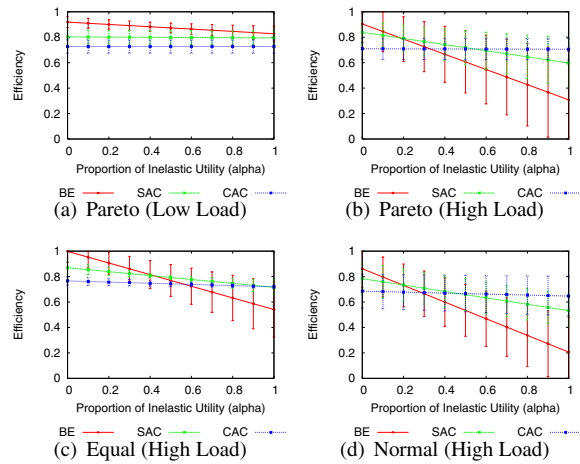 1
0.8
0.6
0.4
0.2
0
Efficiency
0 0.2 0.4 0.6 0.8 1
Proportion of Inelastic Utility (alpha)
BE SAC CAC
(a) Pareto (Low Load)
1
0.8
0.6
0.4
0.2
0
Efficiency
0 0.2 0.4 0.6 0.8 1
Proportion of Inelastic Utility (alpha)
BE SAC CAC
(b) Pareto (High Load)
1
0.8
0.6
0.4
0.2
0
Efficiency
0 0.2 0.4 0.6 0.8 1
Proportion of Inelastic Utility (alpha)
BE SAC CAC
(c) Equal (High Load)
1
0.8
0.6
0.4
0.2
0
Efficiency
0 0.2 0.4 0.6 0.8 1
Proportion of Inelastic Utility (alpha)
BE SAC CAC
(d) Normal (High Load)